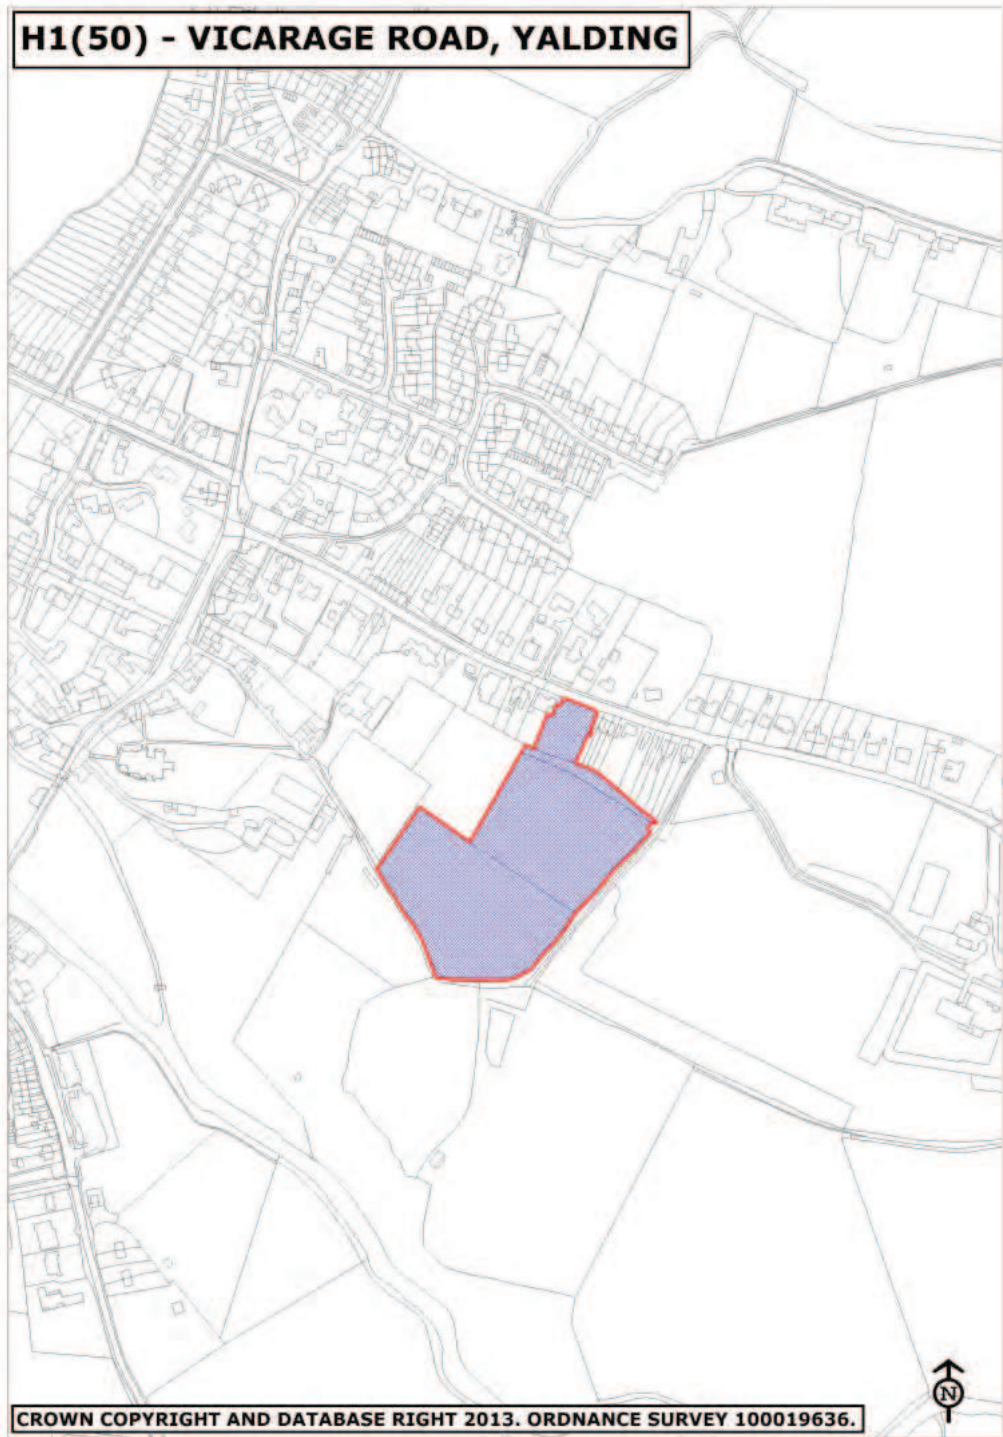 H1(50) - VICARAGE ROAD, YALDING
N
CROWN COPYRIGHT AND DATABASE RIGHT 2013. ORDNANCE SURVEY 100019636.